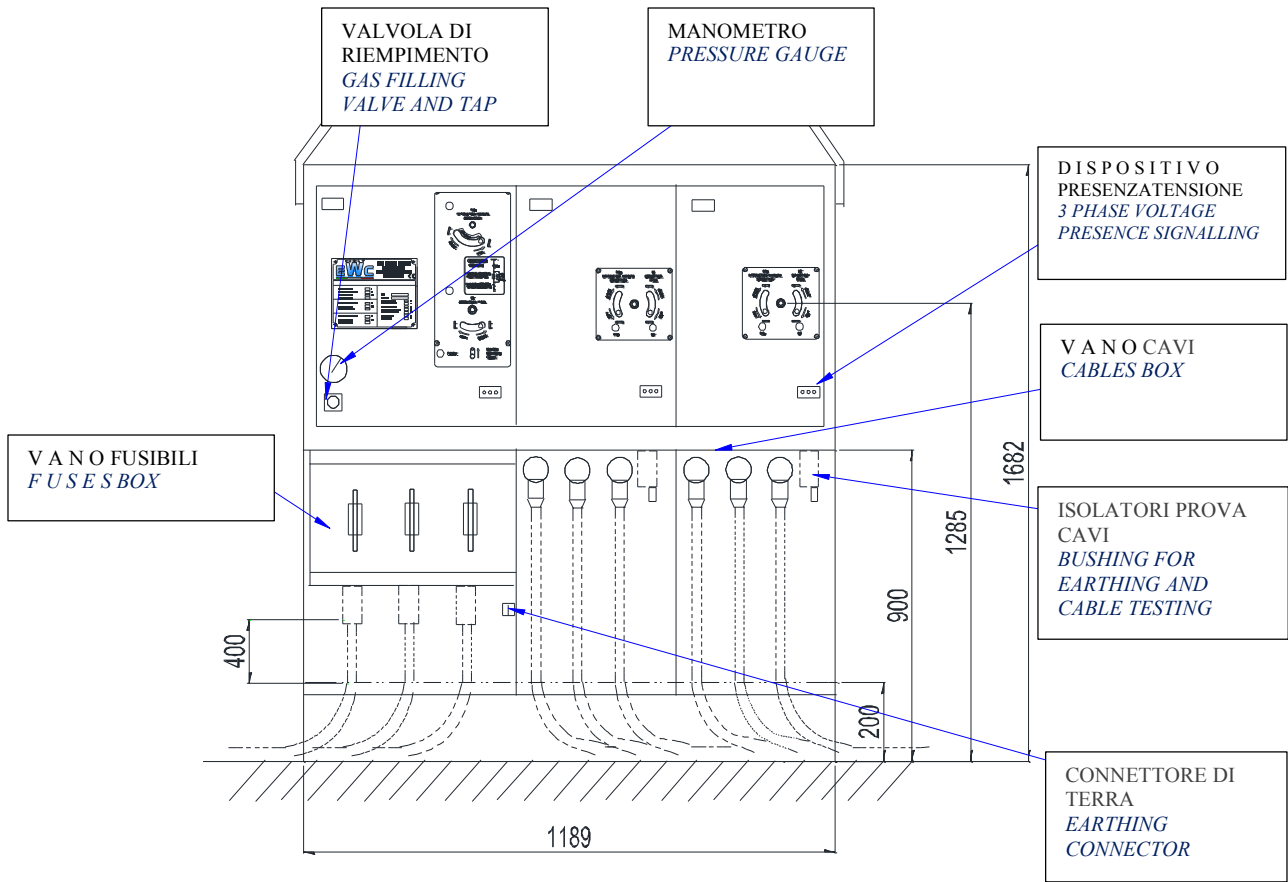 VALVOLA DI
RIEMPIMENTO
GAS FILLING
VALVE AND TAP
MANOMETRO
PRESSURE GAUGE
D I S P O S I T I V O
PRESENZATENSIONE
3 PHASE VOLTAGE
PRESENCE SIGNALLING
EWC
V A N O CAVI
CABLES BOX
V A N O FUSIBILI
F U S E S BOX
ISOLATORI PROVA
CAVI
BUSHING FOR
EARTHING AND
CABLE TESTING
1682
1285
900
400
200
CONNETTORE DI
TERRA
EARTHING
CONNECTOR
1189